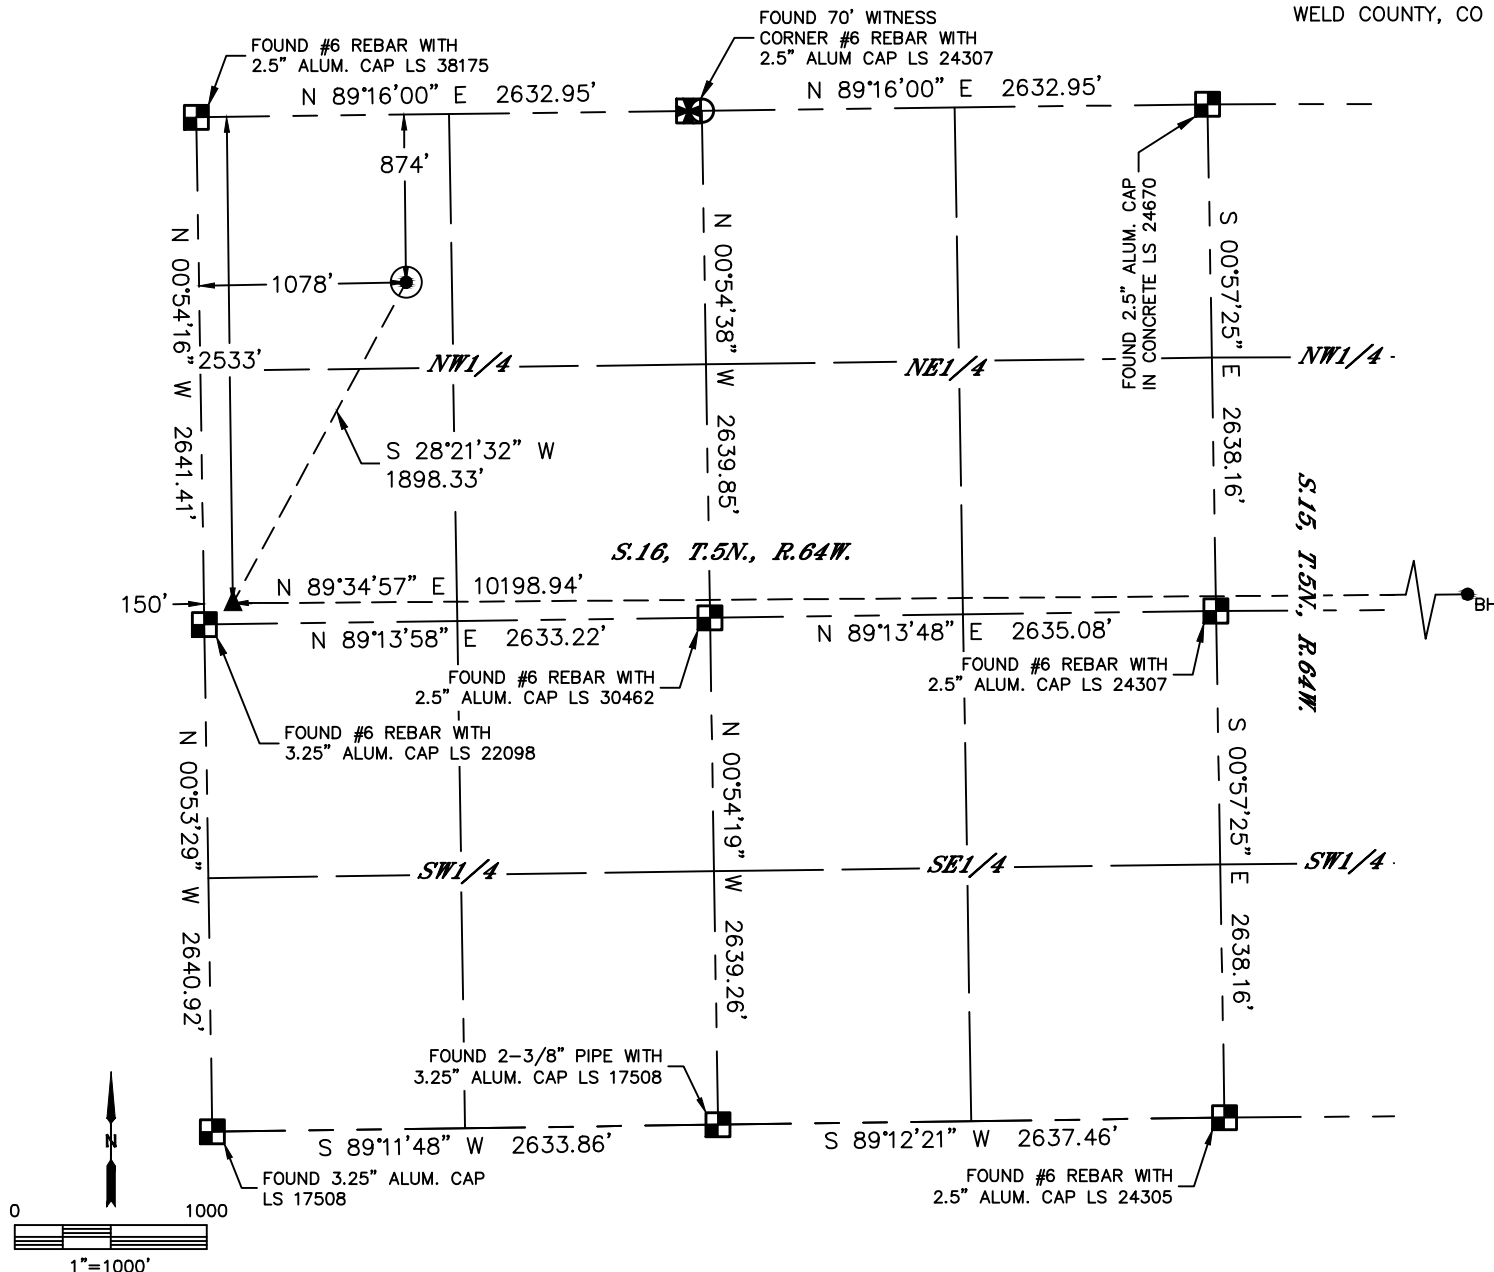 WELD COUNTY, CO
FOUND 70' WITNESS
CORNER #6 REBAR WITH
2.5" ALUM CAP LS 24307
FOUND #6 REBAR WITH
2.5" ALUM. CAP LS 38175
N 89°16'00" E 2632.95'
N 89°16'00" E 2632.95'
874'
1078'
2533'
N 00°54'16" W 2641.41'
N 00°54'38" W 2639.85'
FOUND 2.5" ALUM. CAP
IN CONCRETE LS 24670
S 00°57'25" E 2638.16'
NW1/4
NE1/4
NW1/4
S 28°21'32" W
1898.33'
S.16, T.5N., R.64W.
S.15, T.5N., R.64W.
N 89°34'57" E 10198.94'
150'
BH
N 89°13'58" E 2633.22'
N 89°13'48" E 2635.08'
FOUND #6 REBAR WITH
2.5" ALUM. CAP LS 30462
FOUND #6 REBAR WITH
2.5" ALUM. CAP LS 24307
FOUND #6 REBAR WITH
3.25" ALUM. CAP LS 22098
N 00°53'29" W 2640.92'
N 00°54'19" W 2639.26'
S 00°57'25" E 2638.16'
SW1/4
SE1/4
SW1/4
FOUND 2-3/8" PIPE WITH
3.25" ALUM. CAP LS 17508
S 89°11'48" W 2633.86'
S 89°12'21" W 2637.46'
FOUND 3.25" ALUM. CAP
LS 17508
FOUND #6 REBAR WITH
2.5" ALUM. CAP LS 24305
N
0 1000
1"=1000'